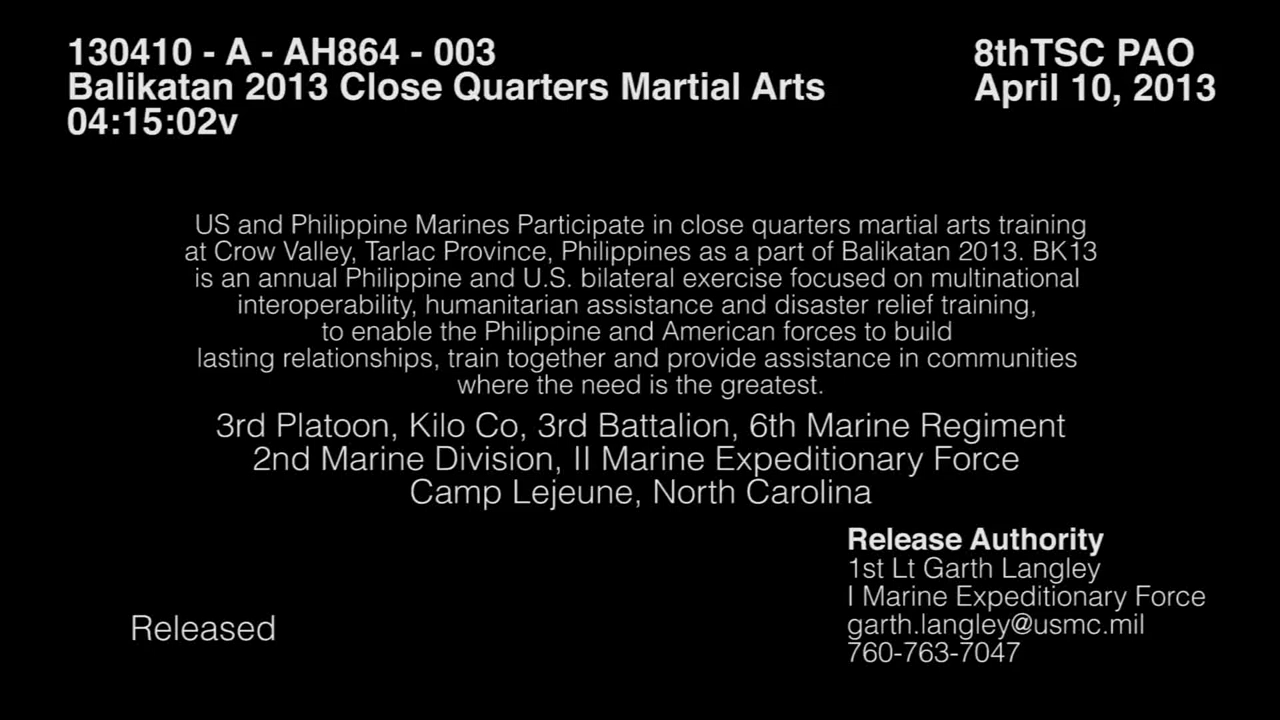 130410 - A - AH864 - 003
Balikatan 2013 Close Quarters Martial Arts
04:15:02v
8thTSC PAO
April 10, 2013
US and Philippine Marines Participate in close quarters martial arts training
at Crow Valley, Tarlac Province, Philippines as a part of Balikatan 2013. BK13
is an annual Philippine and U.S. bilateral exercise focused on multinational
interoperability, humanitarian assistance and disaster relief training,
to enable the Philippine and American forces to build
lasting relationships, train together and provide assistance in communities
where the need is the greatest.
3rd Platoon, Kilo Co, 3rd Battalion, 6th Marine Regiment
2nd Marine Division, II Marine Expeditionary Force
Camp Lejeune, North Carolina
Release Authority
1st Lt Garth Langley
I Marine Expeditionary Force
garth.langley@usmc.mil
760-763-7047
Released